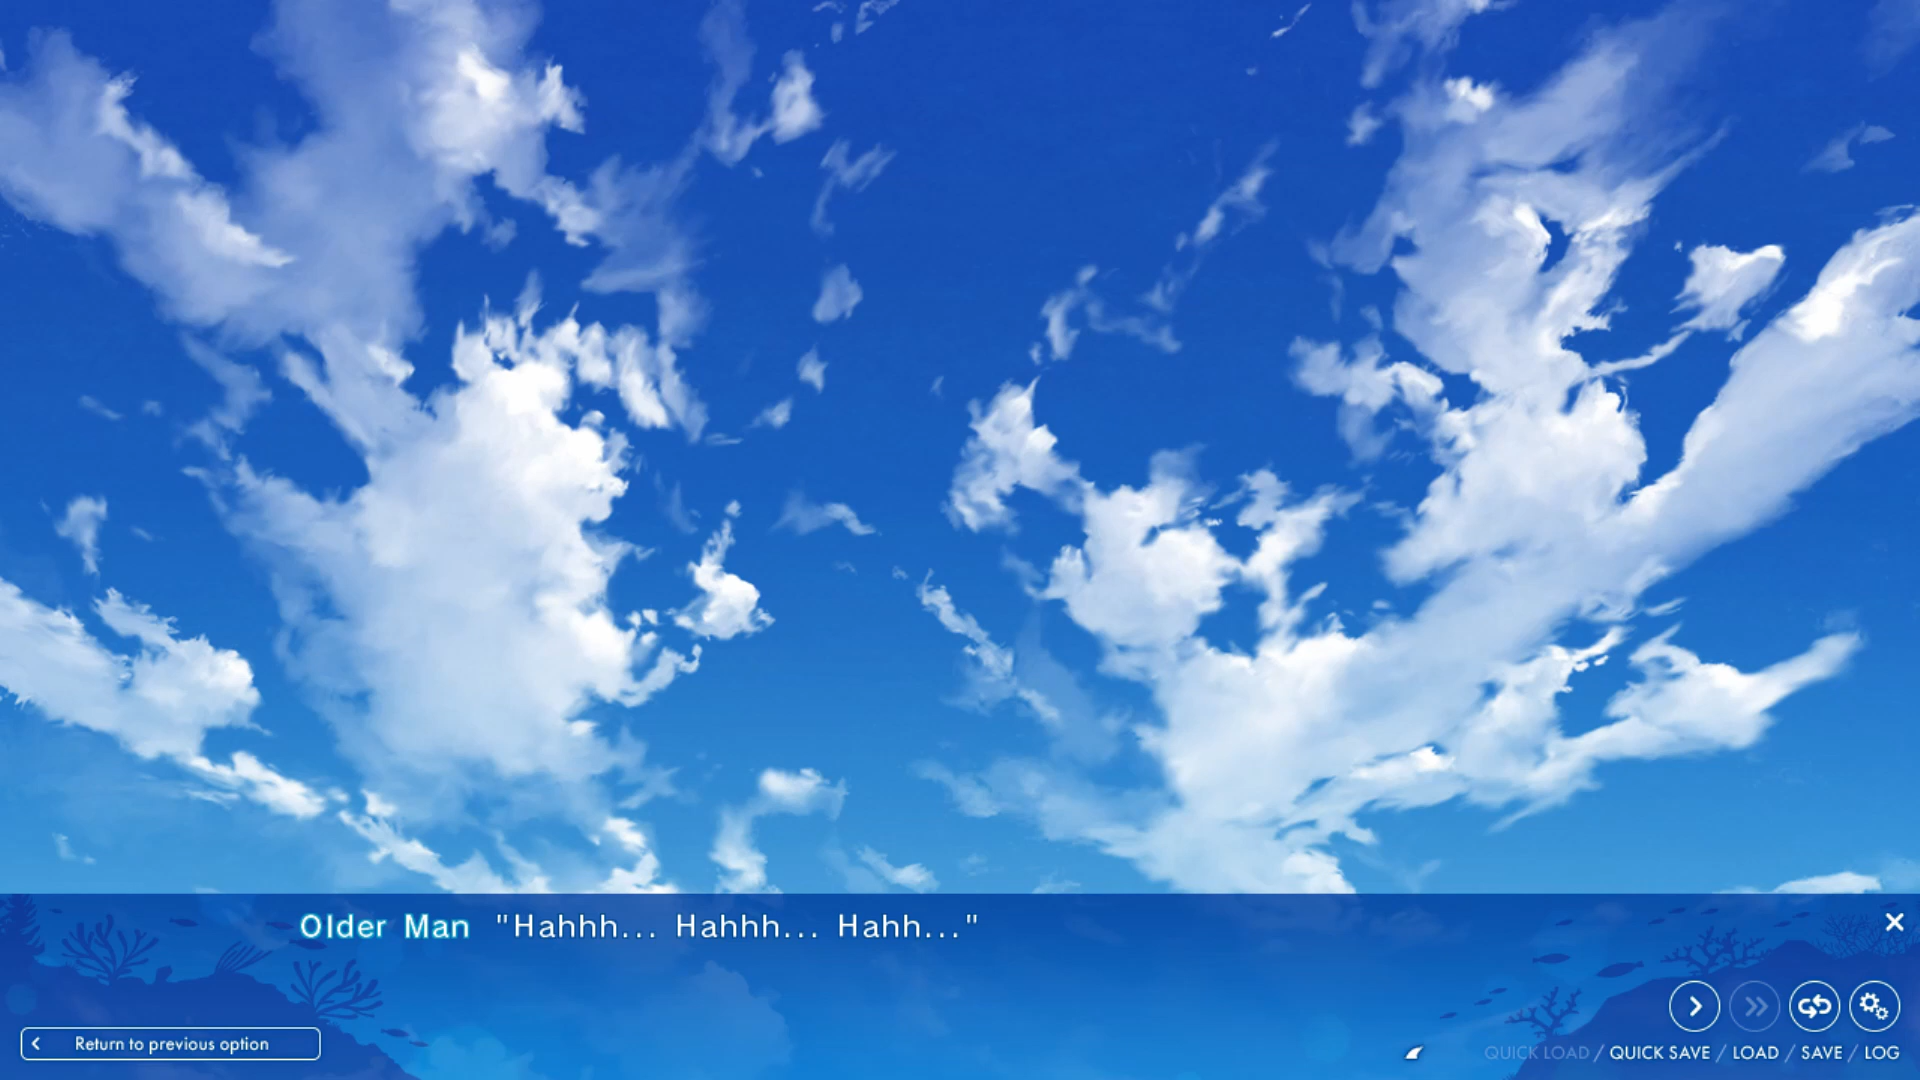 Older Man "Hahhh... Hahhh... Hahh..."
Return to previous option
QUICK LOAD / QUICK SAVE / LOAD / SAVE / LOG